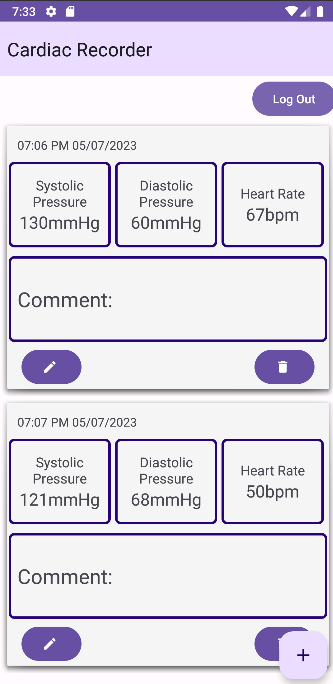 7:33
Cardiac Recorder
Log Out
07:06 PM 05/07/2023
Systolic
Pressure
130mmHg
Diastolic
Pressure
60mmHg
Heart Rate
67bpm
Comment:
07:07 PM 05/07/2023
Systolic
Pressure
121mmHg
Diastolic
Pressure
68mmHg
Heart Rate
50bpm
Comment: